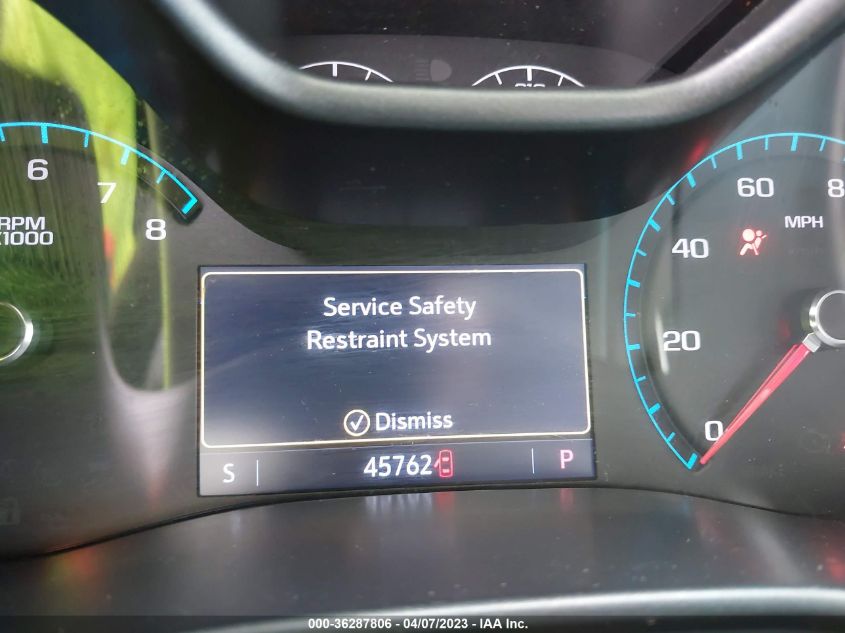 6
7
8
RPM
X1000
60
8
MPH
40
20
0
Service Safety
Restraint System
Dismiss
S
45762
P
000-36287806 - 04/07/2023 - IAA Inc.